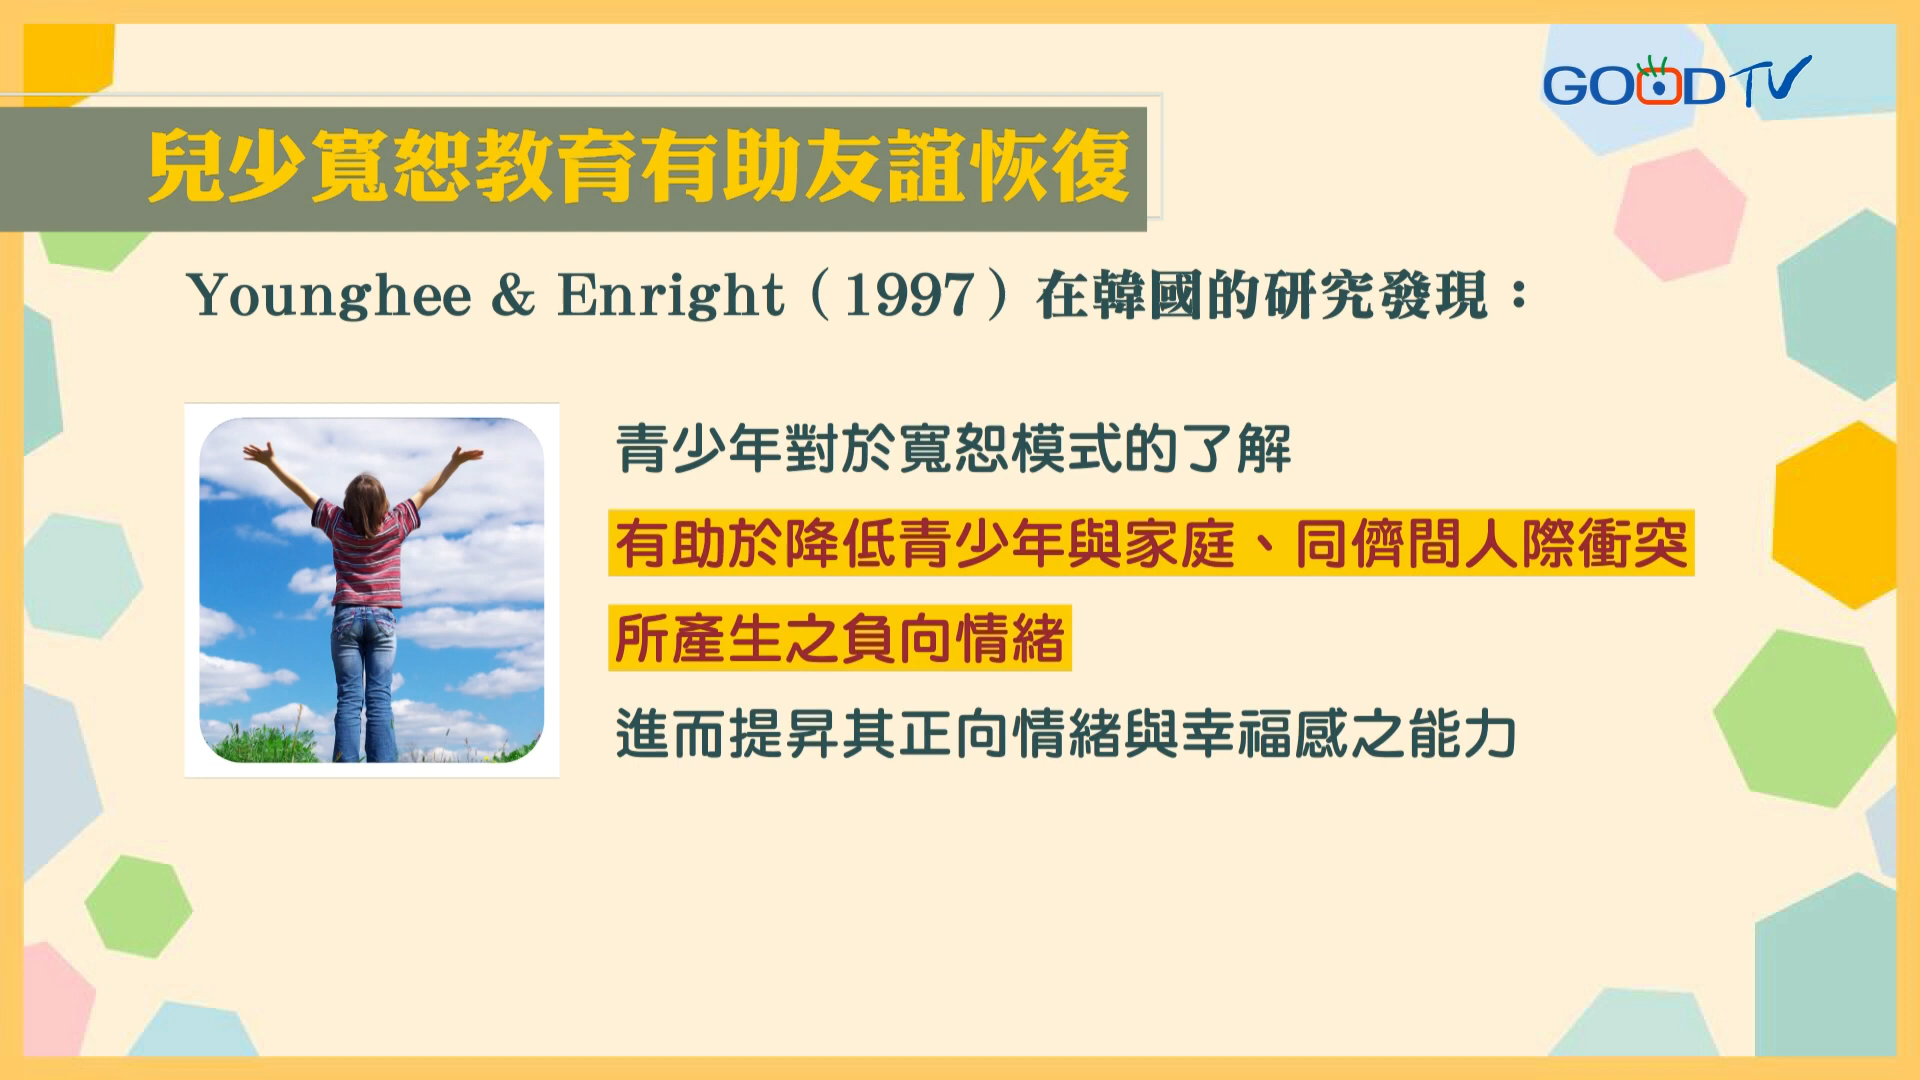 GOOD TV
兒少寬恕教育有助友誼恢復
Younghee & Enright（1997）在韓國的研究發現：
青少年對於寬恕模式的了解
有助於降低青少年與家庭、同儕間人際衝突
所產生之負向情緒
進而提昇其正向情緒與幸福感之能力